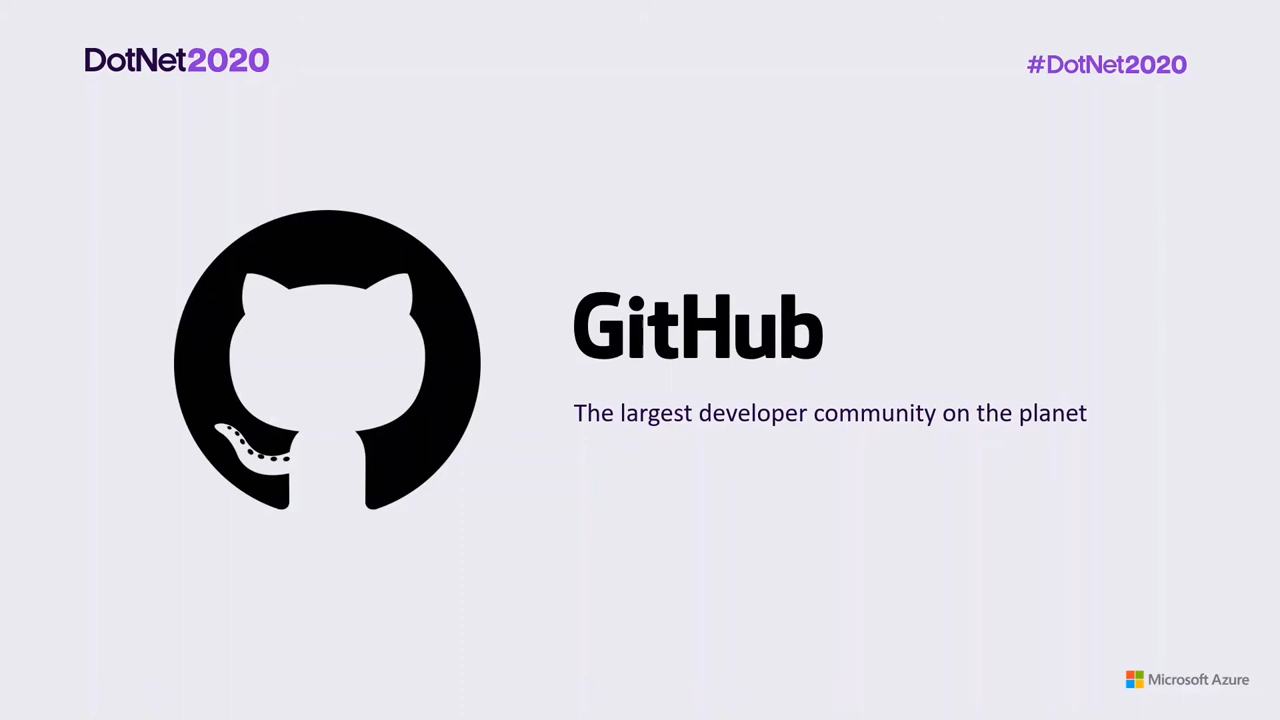 DotNet2020
#DotNet2020
GitHub
The largest developer community on the planet
Microsoft Azure